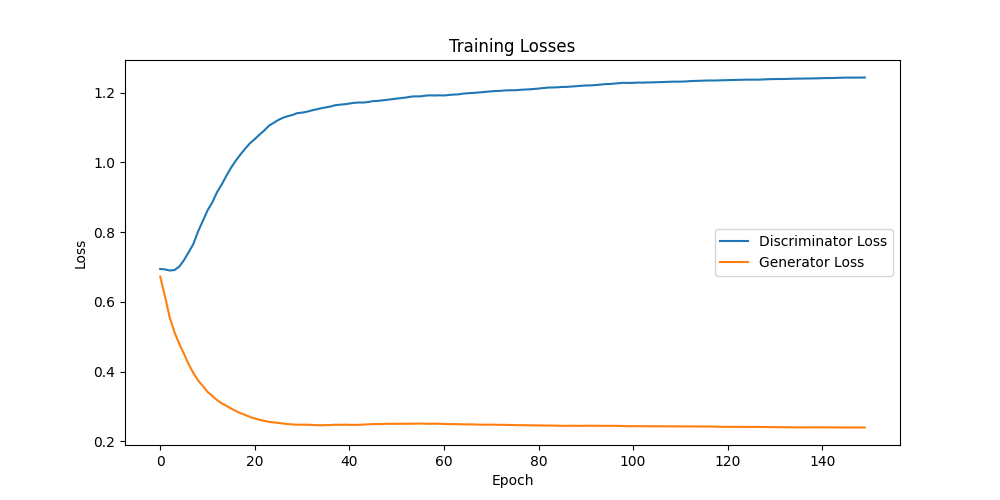 Training Losses
Loss
1.2
1.0
0.8
0.6
0.4
0.2
Discriminator Loss
Generator Loss
0 20 40 60 80 100 120 140
Epoch